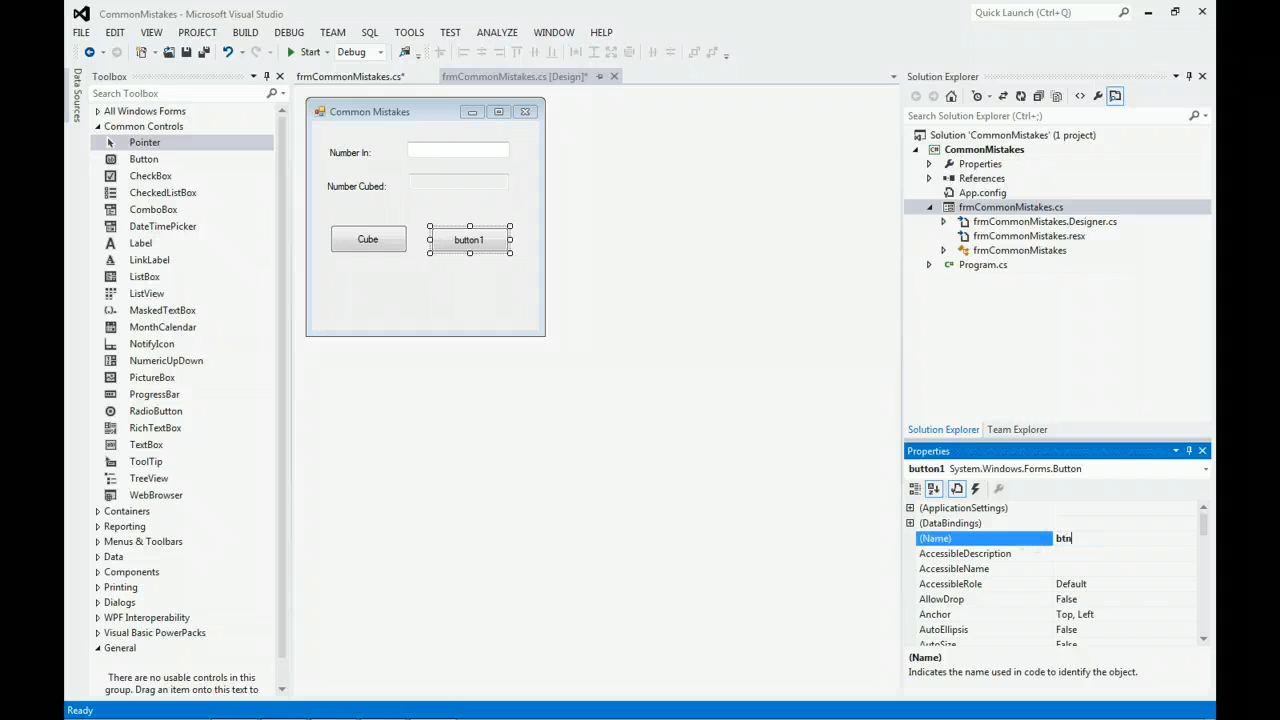 CommonMistakes - Microsoft Visual Studio
Quick Launch (Ctrl+Q)
FILE EDIT VIEW PROJECT BUILD DEBUG TEAM SQL TOOLS TEST ANALYZE WINDOW HELP
Start Debug
Data Sources
Toolbox
Search Toolbox
All Windows Forms
Common Controls
Pointer
Button
CheckBox
CheckedListBox
ComboBox
DateTimePicker
Label
LinkLabel
ListBox
ListView
MaskedTextBox
MonthCalendar
NotifyIcon
NumericUpDown
PictureBox
ProgressBar
RadioButton
RichTextBox
TextBox
ToolTip
TreeView
WebBrowser
Containers
Reporting
Menus & Toolbars
Data
Components
Printing
Dialogs
WPF Interoperability
Visual Basic PowerPacks
General
There are no usable controls in this
group. Drag an item onto this text to
frmCommonMistakes.cs* frmCommonMistakes.cs [Design]*
Common Mistakes
Number In:
Number Cubed:
Cube button1
Solution Explorer
Search Solution Explorer (Ctrl+;)
Solution 'CommonMistakes' (1 project)
CommonMistakes
Properties
References
App.config
frmCommonMistakes.cs
frmCommonMistakes.Designer.cs
frmCommonMistakes.resx
frmCommonMistakes
Program.cs
Solution Explorer Team Explorer
Properties
button1 System.Windows.Forms.Button
(ApplicationSettings)
(DataBindings)
(Name) btn
AccessibleDescription
AccessibleName
AccessibleRole Default
AllowDrop False
Anchor Top, Left
AutoEllipsis False
AutoSize False
(Name)
Indicates the name used in code to identify the object.
Ready